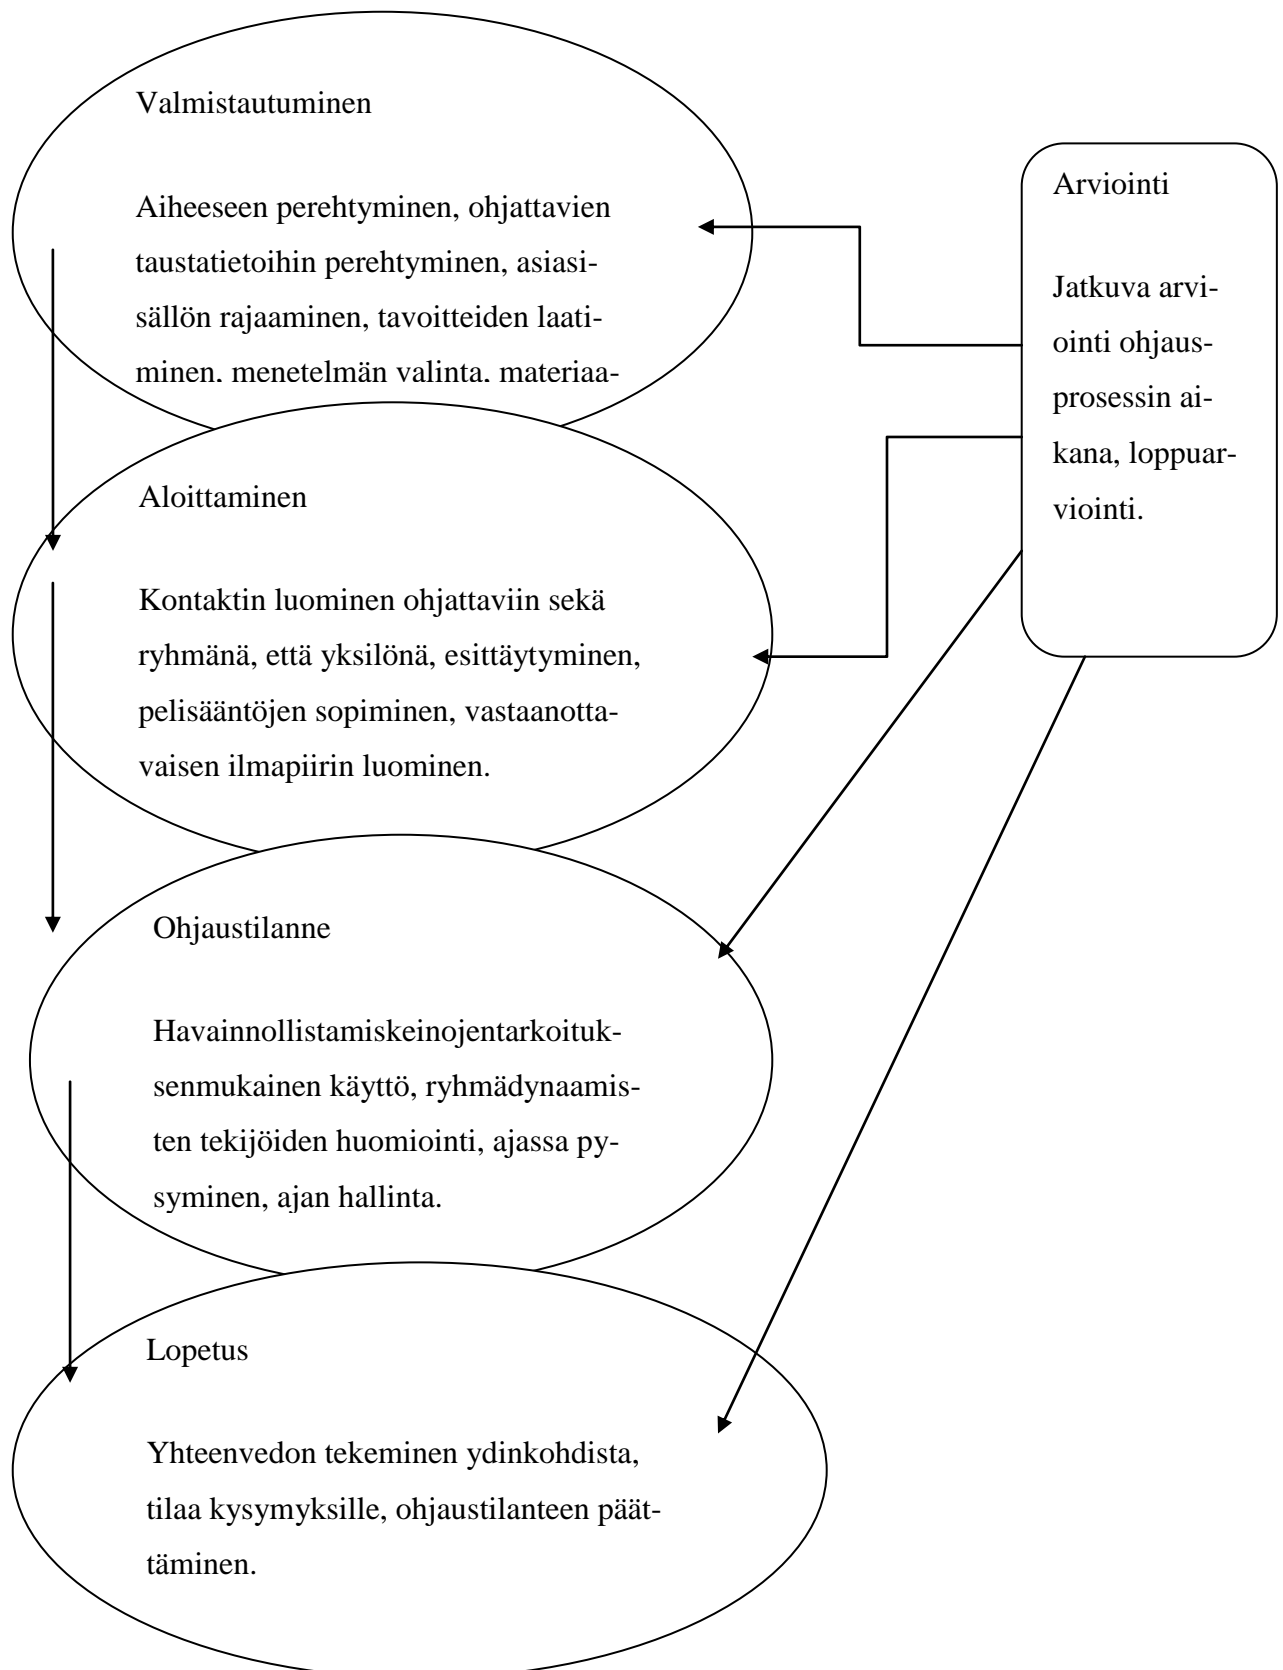 Valmistautuminen
Aiheeseen perehtyminen, ohjattavien
taustatietoihin perehtyminen, asiasi-
sällön rajaaminen, tavoitteiden laati-
minen, menetelmän valinta, materiaa-
Aloittaminen
Kontaktin luominen ohjattaviin sekä
ryhmänä, että yksilönä, esittäytyminen,
pelisääntöjen sopiminen, vastaanotta-
vaisen ilmapiirin luominen.
Ohjaustilanne
Havainnollistamiskeinojentarkoituk-
senmukainen käyttö, ryhmädynaamis-
ten tekijöiden huomiointi, ajassa py-
syminen, ajan hallinta.
Lopetus
Yhteenvedon tekeminen ydinkohdista,
tilaa kysymyksille, ohjaustilanteen päät-
täminen.
Arviointi
Jatkuva arvi-
ointi ohjaus-
prosessin ai-
kana, loppuar-
viointi.